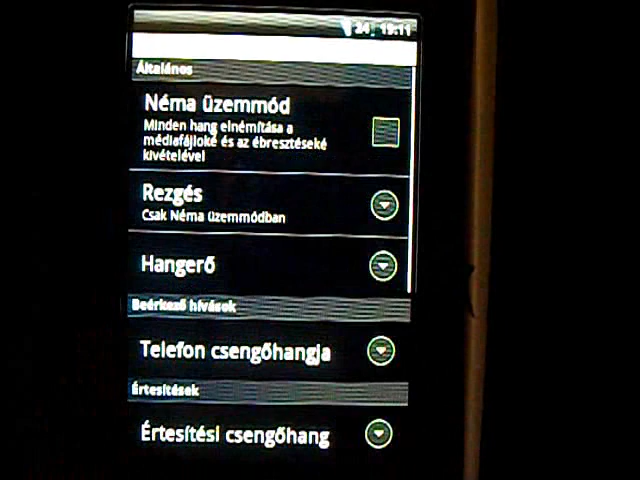 24 19:11
Általános
Néma üzemmód
Minden hang elnémítása a
médiafájloké és az ébresztéseké
kivételével
Rezgés
Csak Néma üzemmódban
Hangerő
Beérkező hívások
Telefon csengőhangja
Értesítések
Értesítési csengőhang